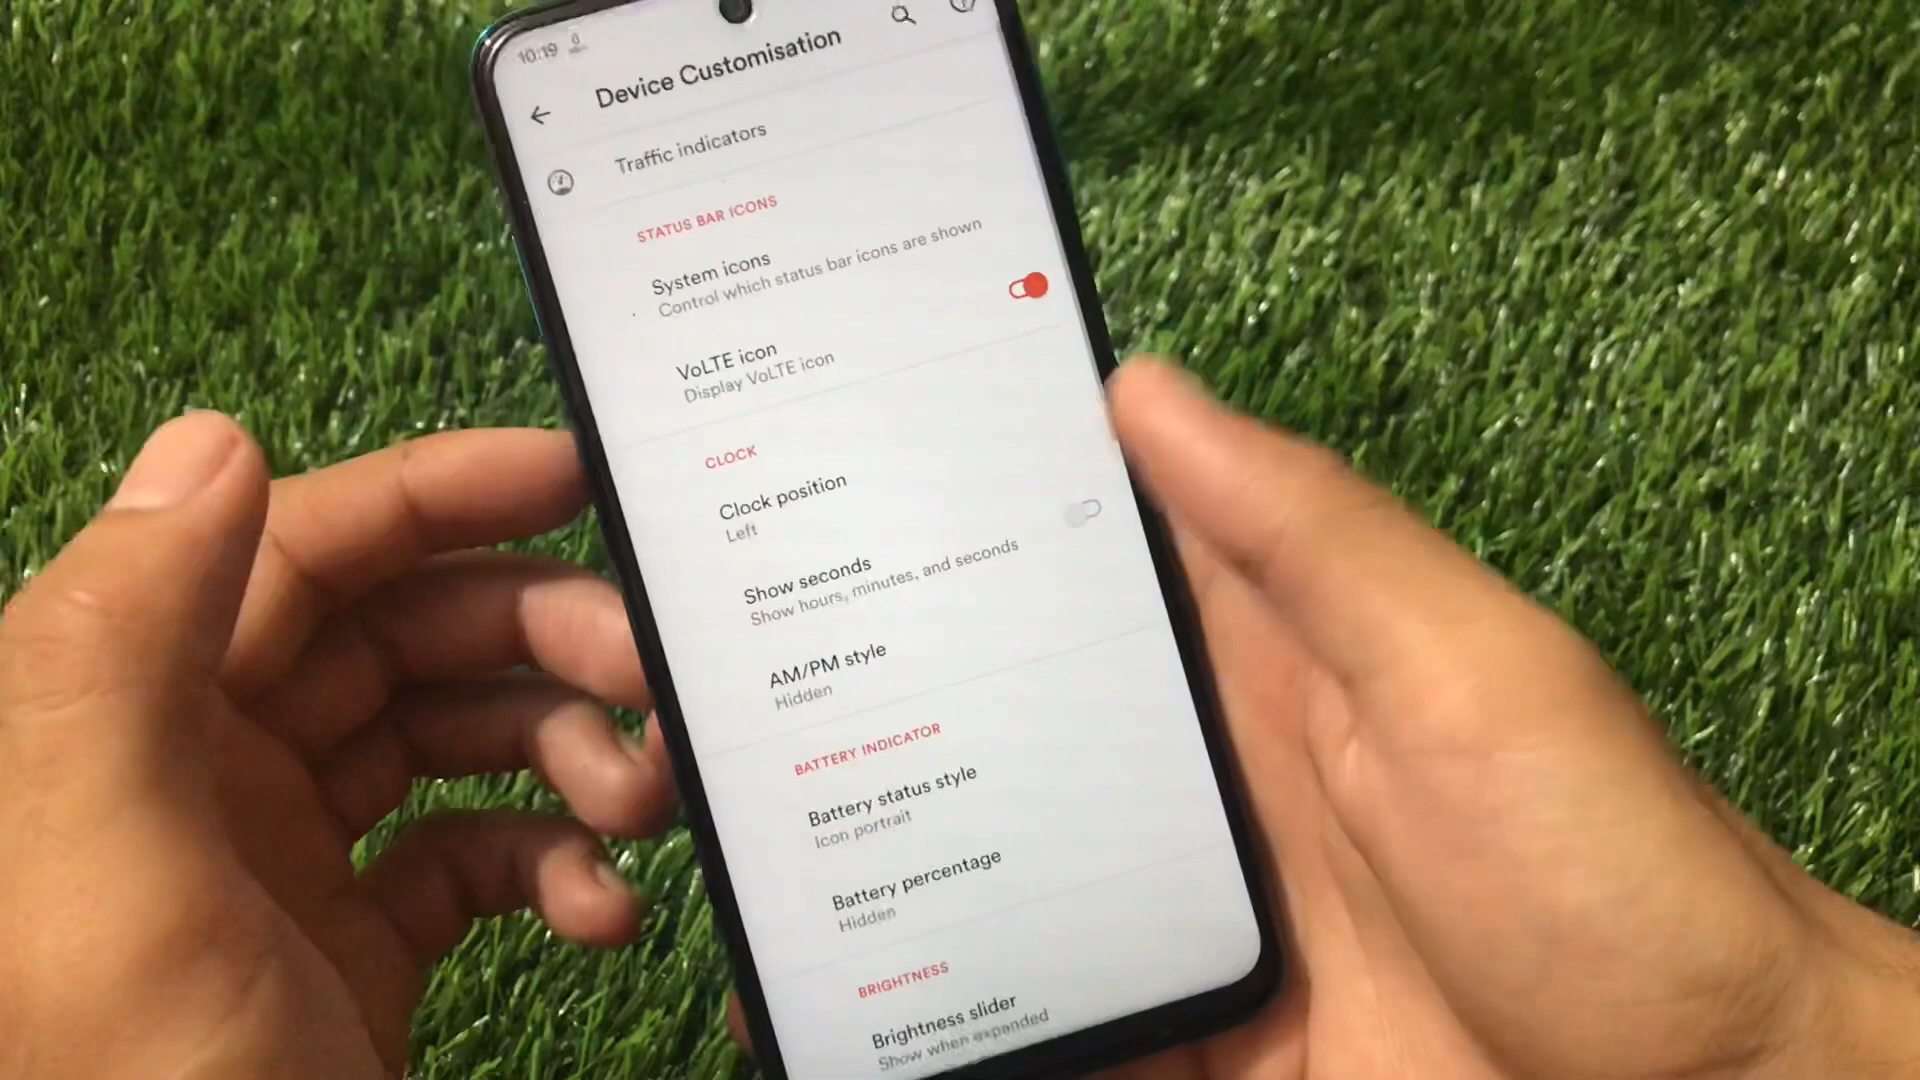 10:19 0
Device Customisation
Traffic indicators
STATUS BAR ICONS
System icons
Control which status bar icons are shown
VoLTE icon
Display VoLTE icon
CLOCK
Clock position
Left
Show seconds
Show hours, minutes, and seconds
AM/PM style
Hidden
BATTERY INDICATOR
Battery status style
Icon portrait
Battery percentage
Hidden
BRIGHTNESS
Brightness slider
Show when expanded